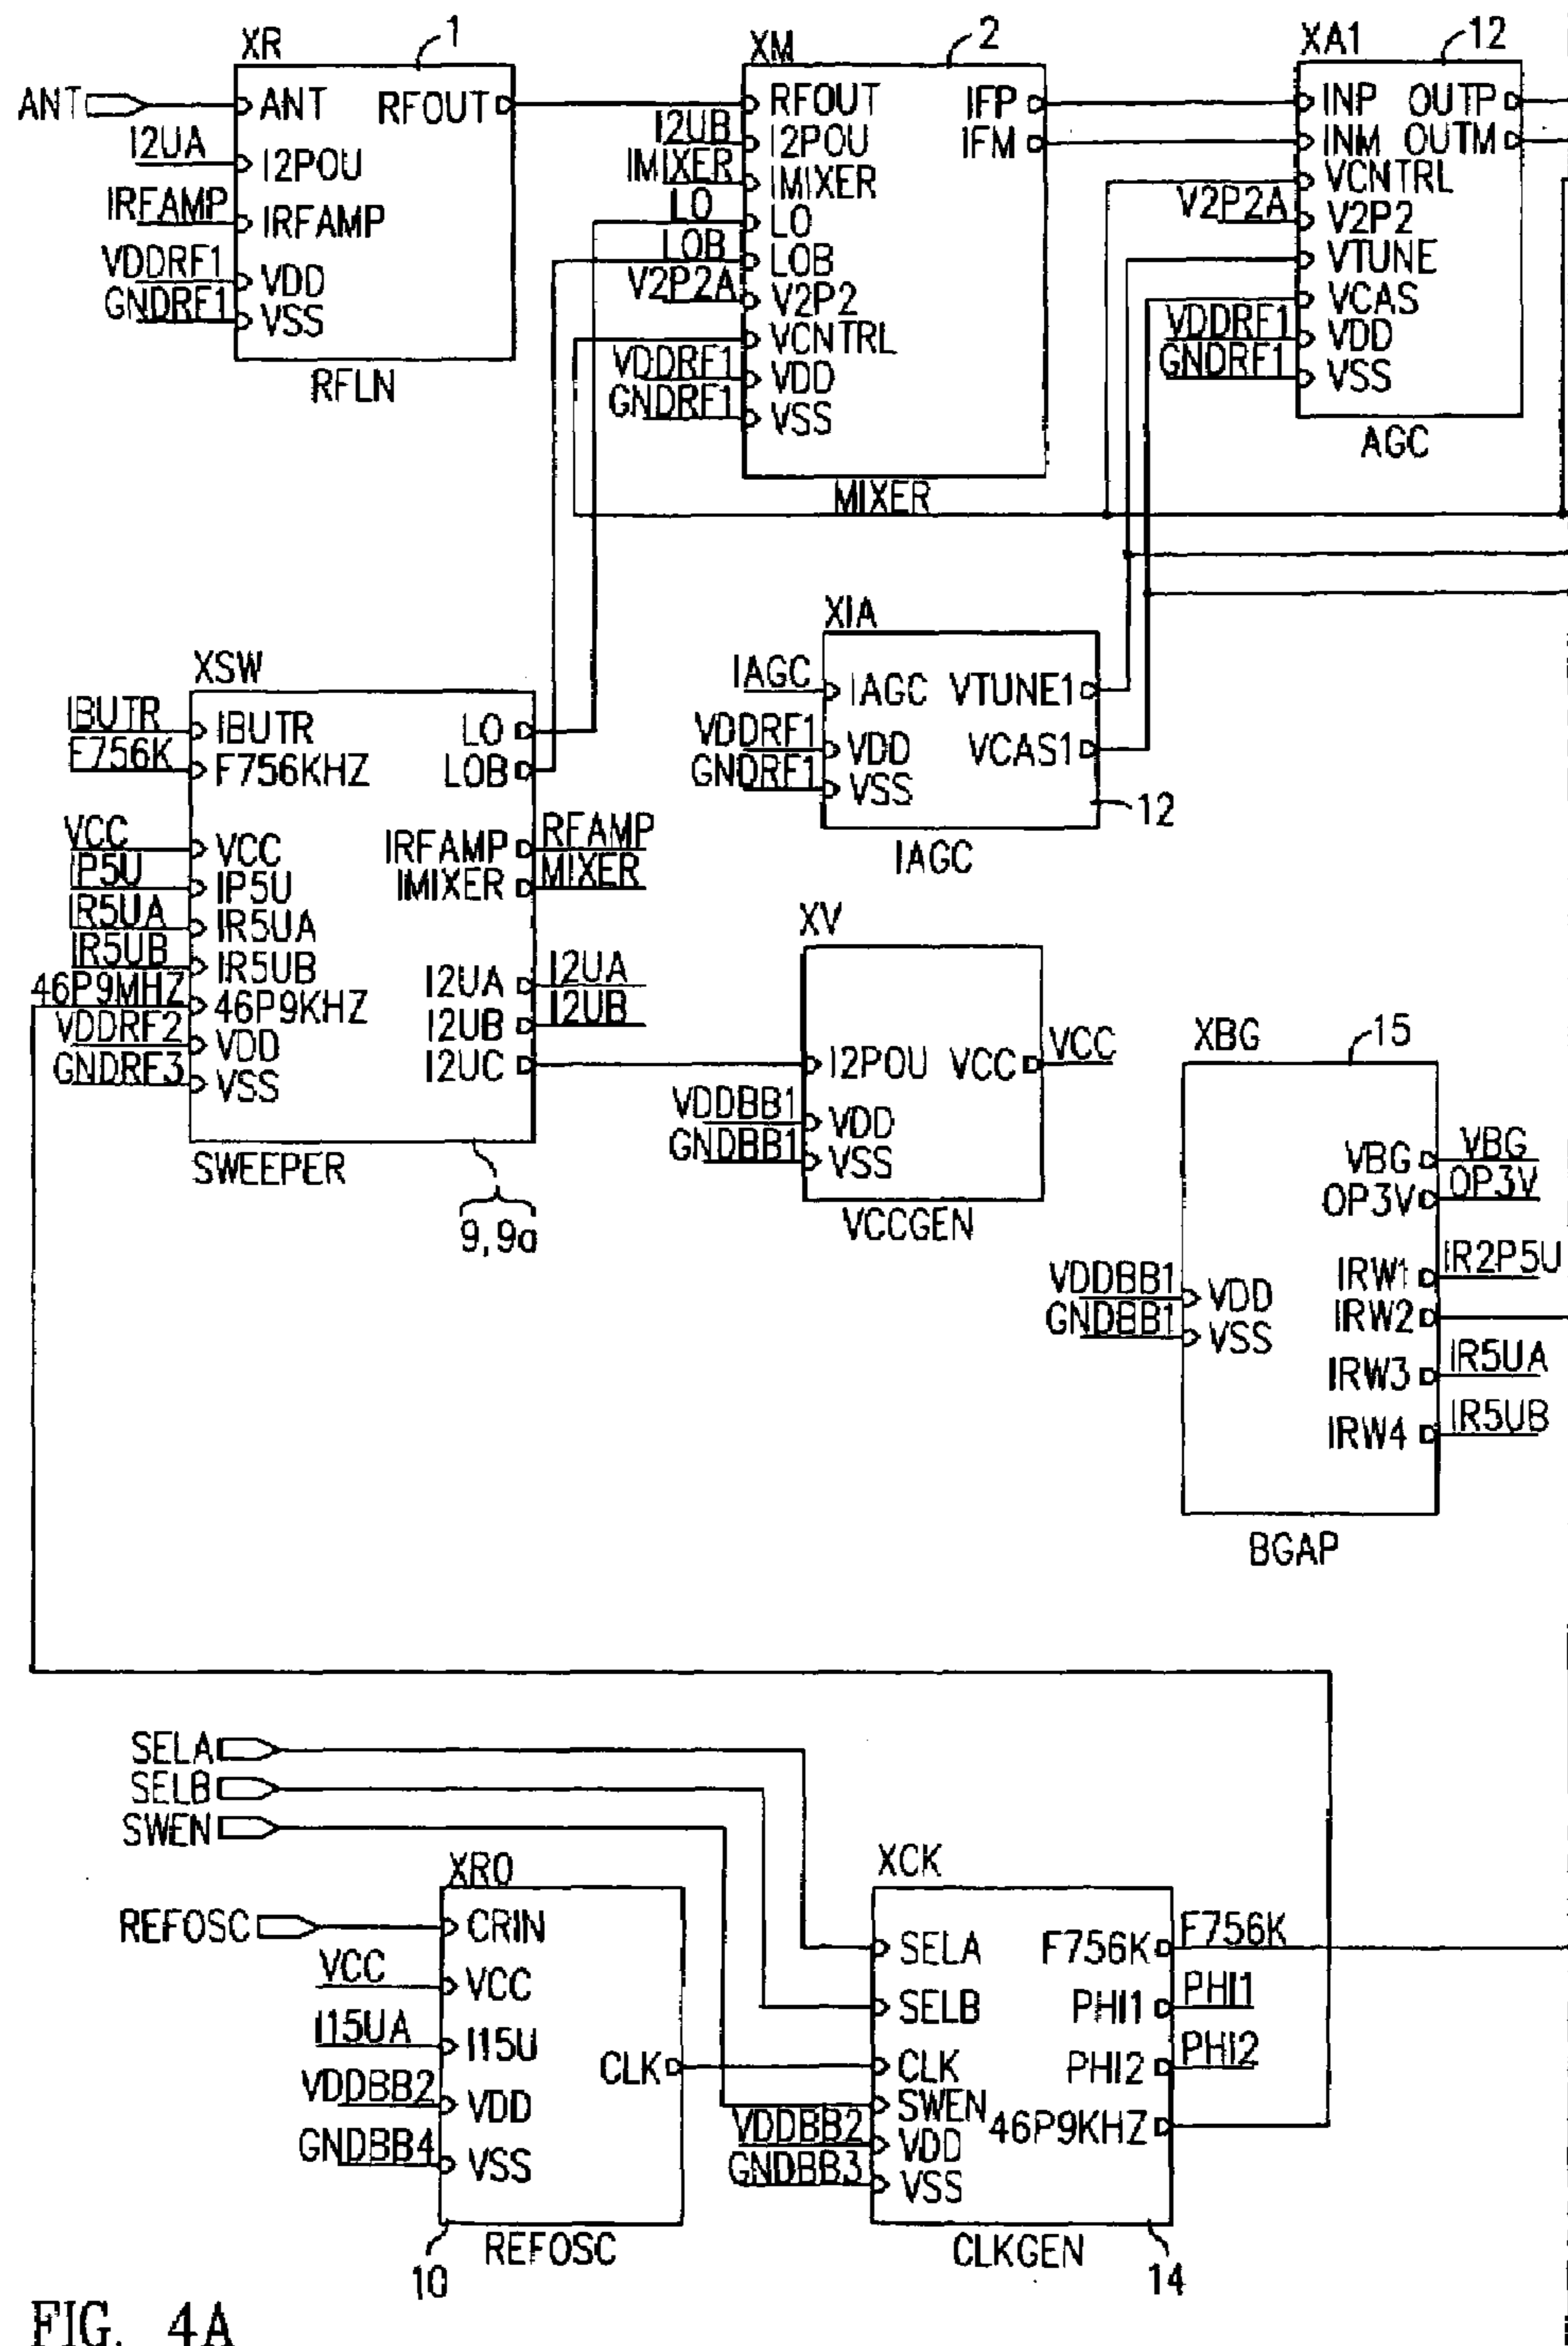 XR
1
ANT
ANT
RFOUT
I2UA
I2POU
IRFAMP
IRFAMP
VDDRF1
VDD
GNDRF1
VSS
RFLN
XM
2
RFOUT
IFP
I2UB
I2POU
IFM
IMIXER
IMIXER
LO
LO
LOB
LOB
V2P2A
V2P2
VCNTRL
VDDRF1
VDD
GNDRF1
VSS
MIXER
XA1
12
INP
OUTP
INM
OUTM
VCNTRL
V2P2A
V2P2
VTUNE
VCAS
VDDRF1
VDD
GNDRF1
VSS
AGC
XIA
IAGC
IAGC
VTUNE1
VDDRF1
VDD
VCAS1
GNDRF1
VSS
12
IAGC
XSW
IBUTR
IBUTR
LO
F756K
F756KHZ
LOB
VCC
VCC
IRFAMP
RFAMP
IP5U
IP5U
IMIXER
MIXER
IR5UA
IR5UA
IR5UB
IR5UB
I2UA
I2UA
46P9MHZ
46P9KHZ
I2UB
I2UB
VDDRF2
VDD
I2UC
GNDRF3
VSS
SWEEPER
9,9a
XV
I2POU
VCC
VCC
VDDBB1
VDD
GNDBB1
VSS
VCCGEN
XBG
15
VBG
VBG
OP3V
OP3V
IRW1
IR2P5U
VDDBB1
VDD
IRW2
GNDBB1
VSS
IRW3
IR5UA
IRW4
IR5UB
BGAP
SELA
SELB
SWEN
XRO
REFOSC
CRIN
VCC
VCC
I15UA
I15U
CLK
VDDBB2
VDD
GNDBB4
VSS
10
REFOSC
XCK
SELA
F756K
F756K
SELB
PHI1
PHI1
CLK
PHI2
PHI2
SWEN
46P9KHZ
VDDBB2
VDD
GNDBB3
VSS
CLKGEN
14
FIG. 4A